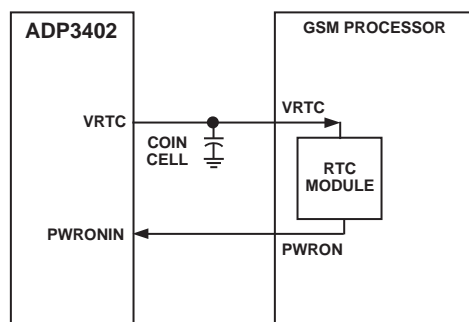 ADP3402
GSM PROCESSOR
VRTC
VRTC
COIN
CELL
RTC
MODULE
PWRONIN
PWRON